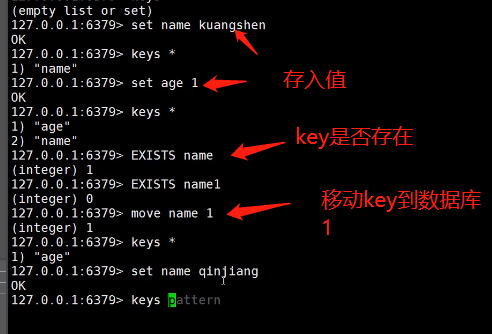 (empty list or set)
127.0.0.1:6379> set name kuangshen
OK
127.0.0.1:6379> keys *
1) "name"
127.0.0.1:6379> set age 1
存入值
OK
127.0.0.1:6379> keys *
1) "age"
2) "name"
127.0.0.1:6379> EXISTS name
key是否存在
(integer) 1
127.0.0.1:6379> EXISTS name1
(integer) 0
127.0.0.1:6379> move name 1
移动key到数据库
1
(integer) 1
127.0.0.1:6379> keys *
1) "age"
127.0.0.1:6379> set name qinjiang
OK
127.0.0.1:6379> keys pattern